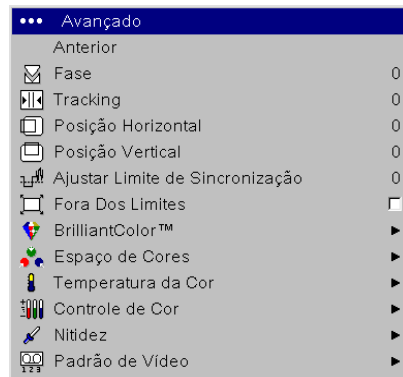 Avançado
Anterior
Fase 0
Tracking 0
Posição Horizontal 0
Posição Vertical 0
Ajustar Limite de Sincronização 0
Fora Dos Limites
BrilliantColor™
Espaço de Cores
Temperatura da Cor
Controle de Cor
Nitidez
123 Padrão de Vídeo